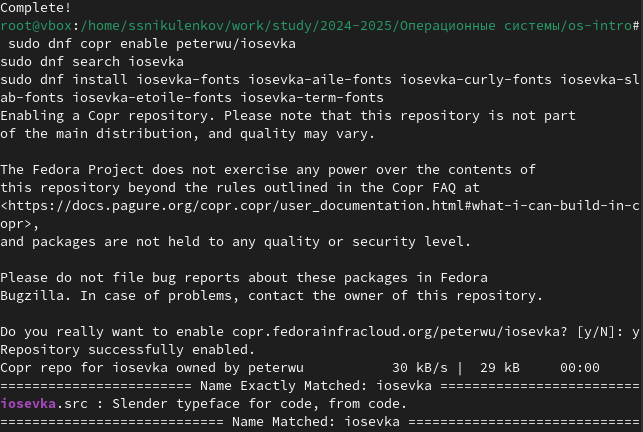 Complete!
root@vbox:/home/ssnikulenkov/work/study/2024-2025/Операционные системы/os-intro#
 sudo dnf copr enable peterwu/iosevka
sudo dnf search iosevka
sudo dnf install iosevka-fonts iosevka-aile-fonts iosevka-curly-fonts iosevka-sl
ab-fonts iosevka-etoile-fonts iosevka-term-fonts
Enabling a Copr repository. Please note that this repository is not part
of the main distribution, and quality may vary.

The Fedora Project does not exercise any power over the contents of
this repository beyond the rules outlined in the Copr FAQ at
<https://docs.pagure.org/copr.copr/user_documentation.html#what-i-can-build-in-c
opr>,
and packages are not held to any quality or security level.

Please do not file bug reports about these packages in Fedora
Bugzilla. In case of problems, contact the owner of this repository.

Do you really want to enable copr.fedorainfracloud.org/peterwu/iosevka? [y/N]: y
Repository successfully enabled.
Copr repo for iosevka owned by peterwu           30 kB/s |  29 kB     00:00
======================== Name Exactly Matched: iosevka =========================
iosevka.src : Slender typeface for code, from code.
============================ Name Matched: iosevka =============================